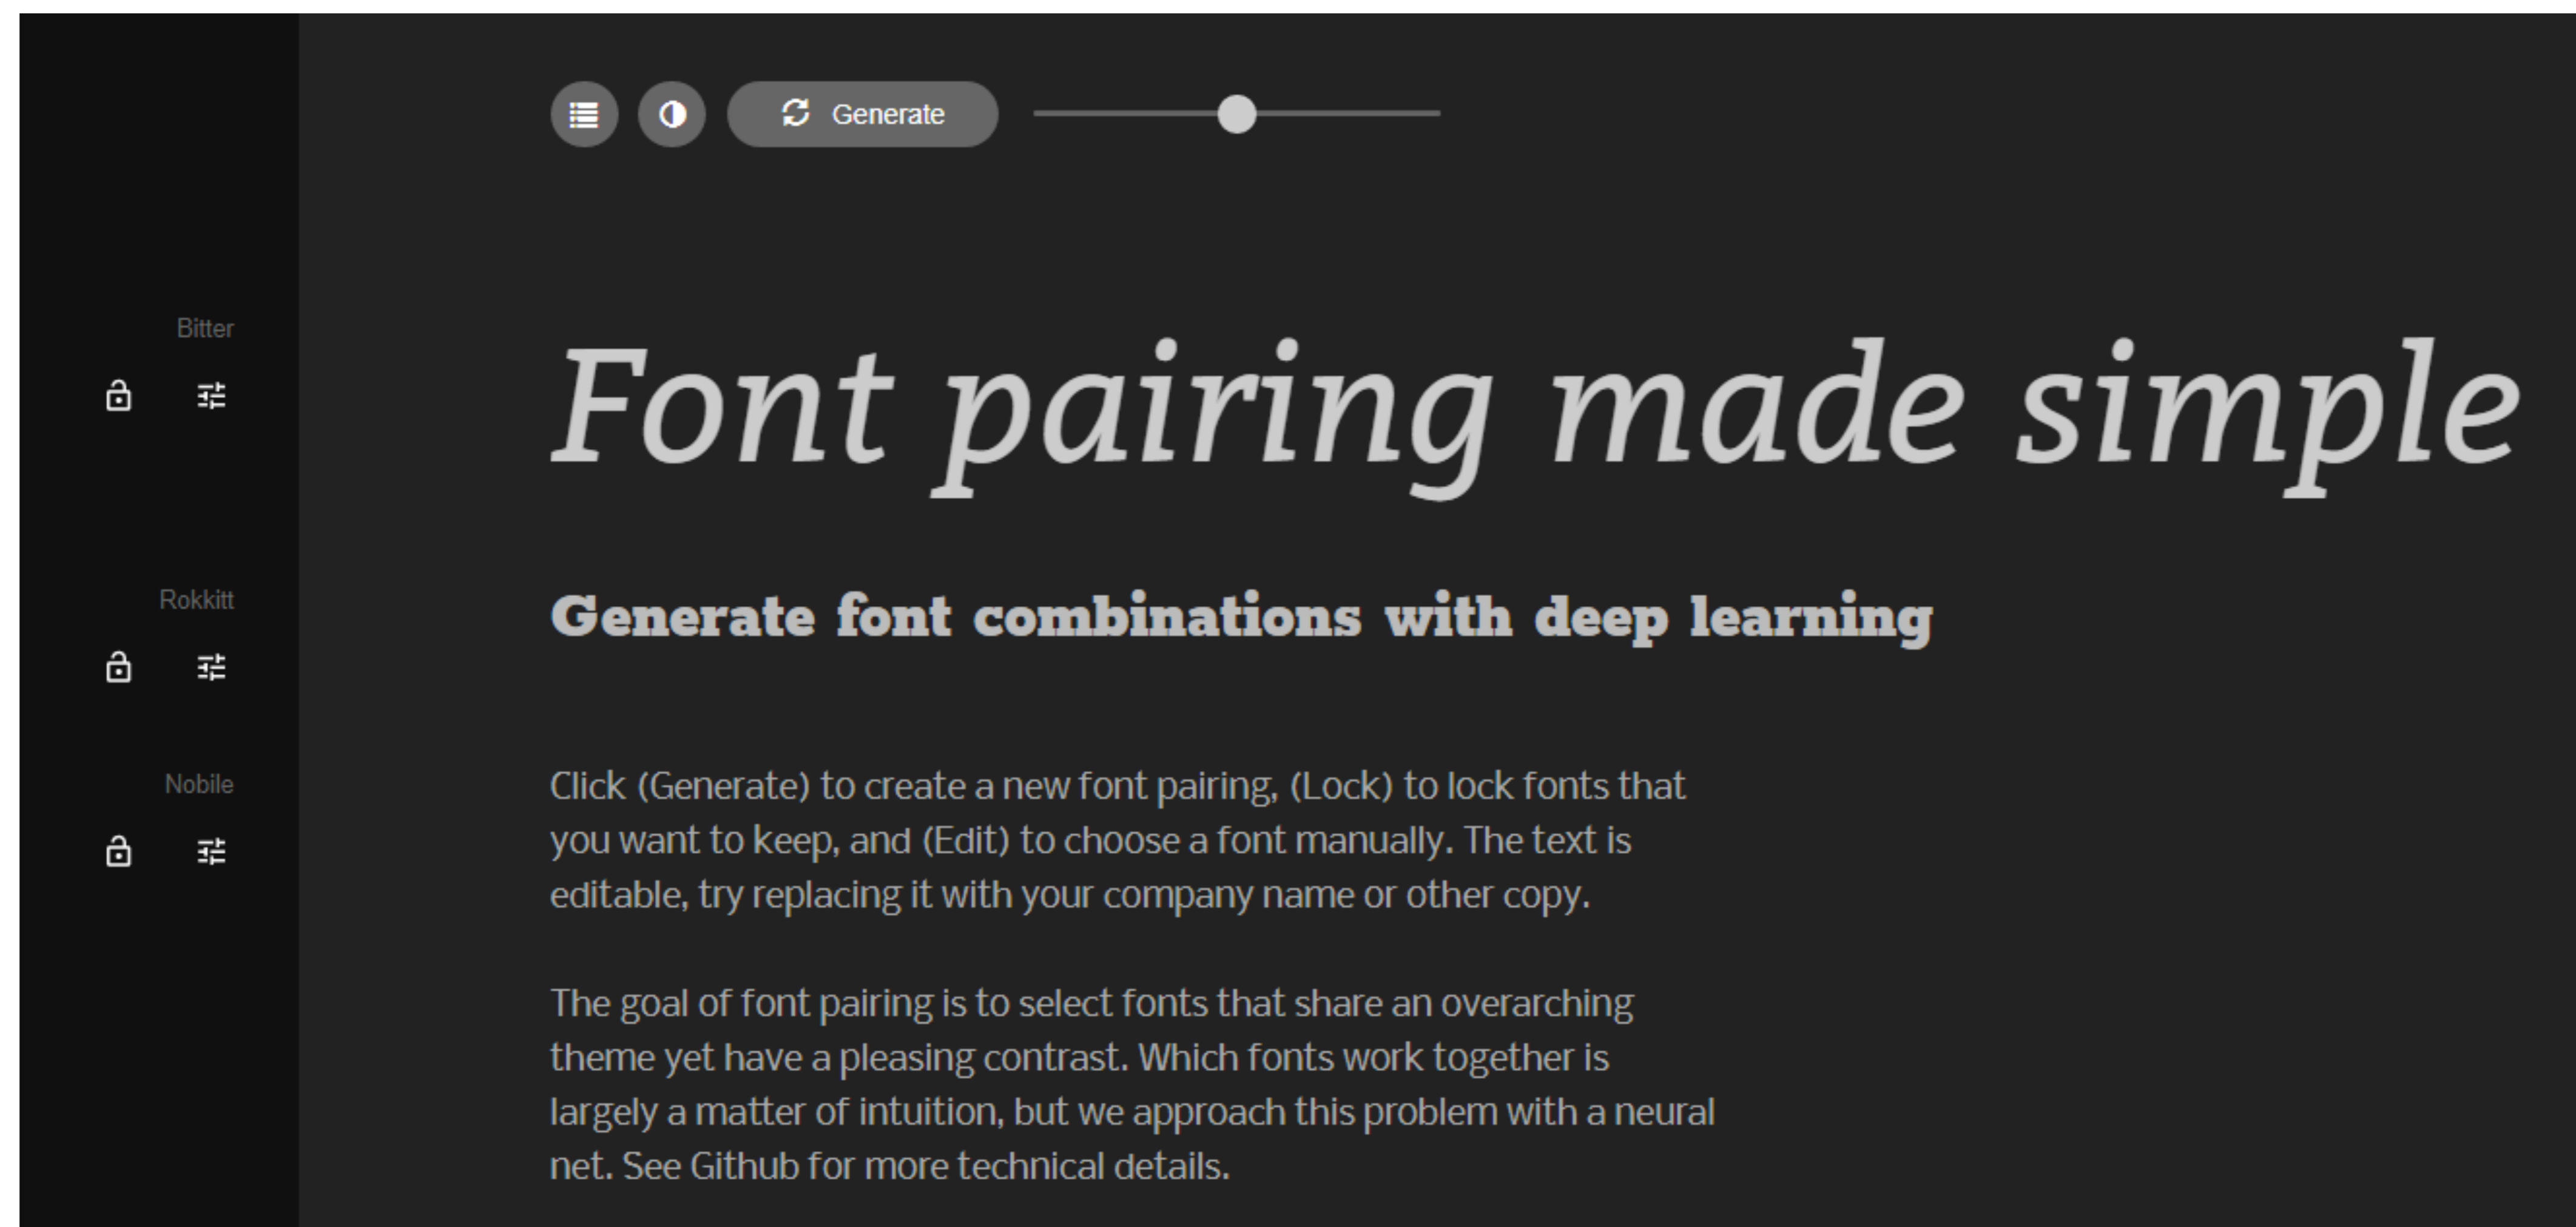 Generate
Bitter
Font pairing made simple
Rokkitt
Generate font combinations with deep learning
Nobile
Click (Generate) to create a new font pairing, (Lock) to lock fonts that
you want to keep, and (Edit) to choose a font manually. The text is
editable, try replacing it with your company name or other copy.
The goal of font pairing is to select fonts that share an overarching
theme yet have a pleasing contrast. Which fonts work together is
largely a matter of intuition, but we approach this problem with a neural
net. See Github for more technical details.